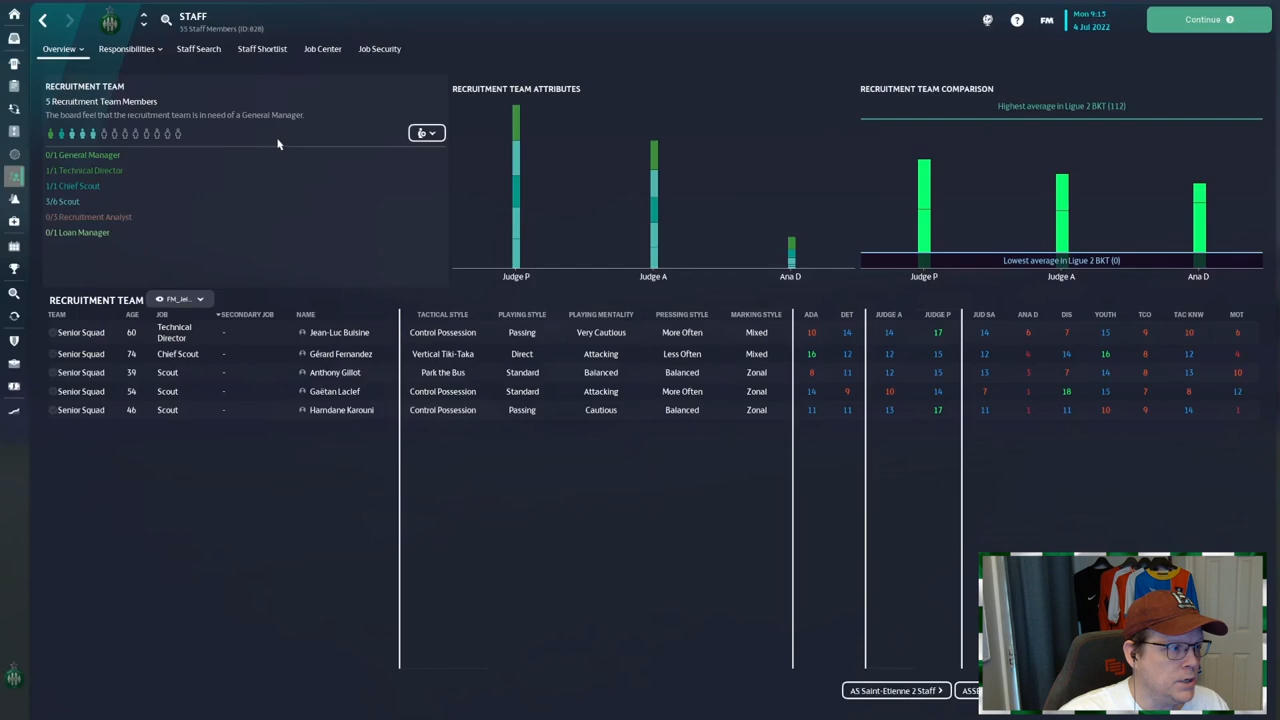 STAFF
55 Staff Members (ID:828)
FM
Mon 9:15
4 Jul 2022
Continue
Overview
Responsibilities
Staff Search
Staff Shortlist
Job Center
Job Security
RECRUITMENT TEAM
5 Recruitment Team Members
The board feel that the recruitment team is in need of a General Manager.
0/1 General Manager
1/1 Technical Director
1/1 Chief Scout
3/6 Scout
0/3 Recruitment Analyst
0/1 Loan Manager
RECRUITMENT TEAM ATTRIBUTES
Judge P Judge A Ana D
RECRUITMENT TEAM COMPARISON
Highest average in Ligue 2 BKT (112)
Lowest average in Ligue 2 BKT (0)
Judge P Judge A Ana D
RECRUITMENT TEAM FM_Jel...
TEAM AGE JOB SECONDARY JOB NAME TACTICAL STYLE PLAYING STYLE PLAYING MENTALITY PRESSING STYLE MARKING STYLE ADA DET JUDGE A JUDGE P JUD SA ANA D DIS YOUTH TCO TAC KNW MOT
Senior Squad 60 Technical Director - Jean-Luc Buisine Control Possession Passing Very Cautious More Often Mixed 10 14 14 17 14 6 7 15 9 10 6
Senior Squad 74 Chief Scout - Gérard Fernandez Vertical Tiki-Taka Direct Attacking Less Often Mixed 16 12 12 15 12 4 14 16 8 12 4
Senior Squad 39 Scout - Anthony Gillot Park the Bus Standard Balanced Balanced Zonal 8 11 12 15 13 3 7 14 8 13 10
Senior Squad 54 Scout - Gaëtan Laclef Control Possession Standard Attacking More Often Zonal 14 9 10 14 7 1 18 15 7 8 12
Senior Squad 46 Scout - Hamdane Karouni Control Possession Passing Cautious Balanced Zonal 11 11 13 17 11 1 11 10 9 14 1
AS Saint-Etienne 2 Staff
ASSE